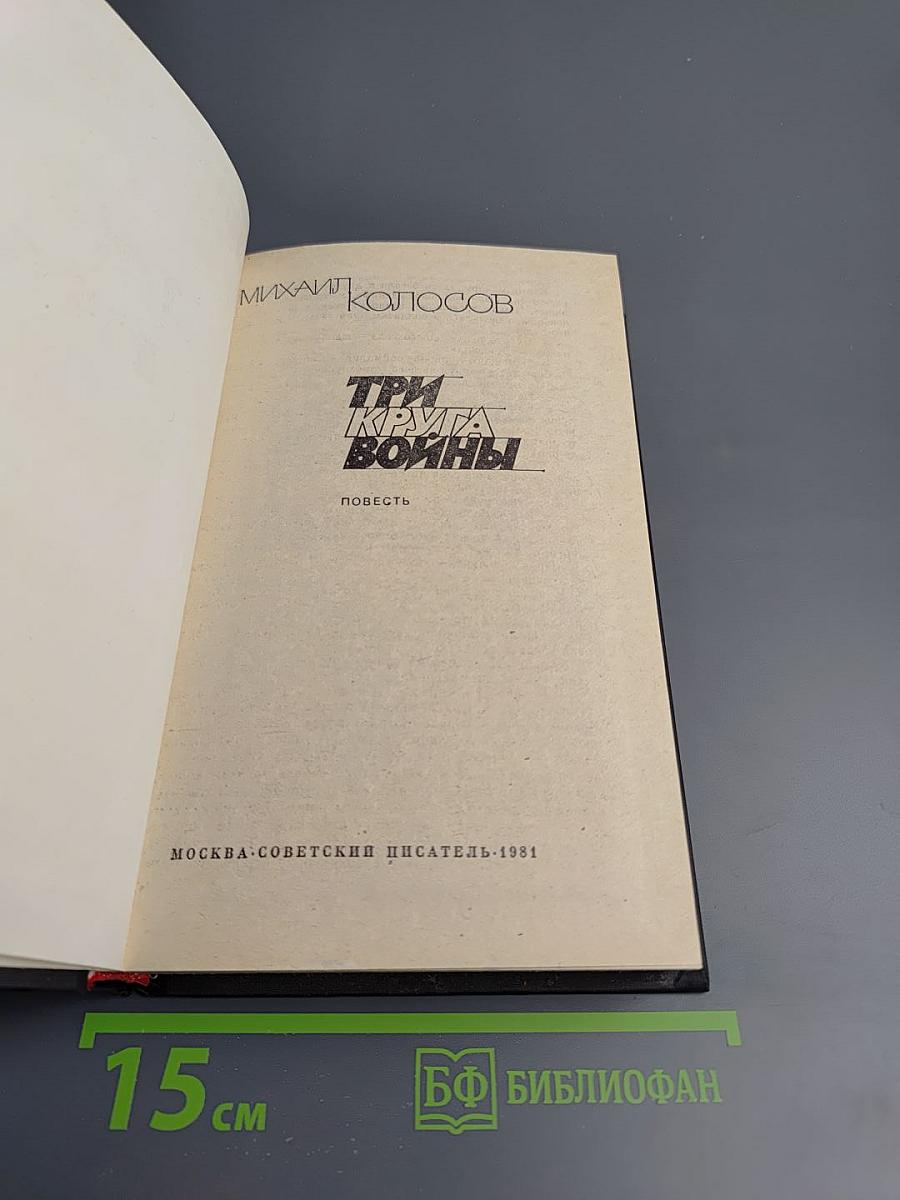 МИХАИЛ КОЛОСОВ
ТРИ
КРУГА
ВОЙНЫ
ПОВЕСТЬ
МОСКВА·СОВЕТСКИЙ ПИСАТЕЛЬ·1981
15 см
БФ БИБЛИОФАН